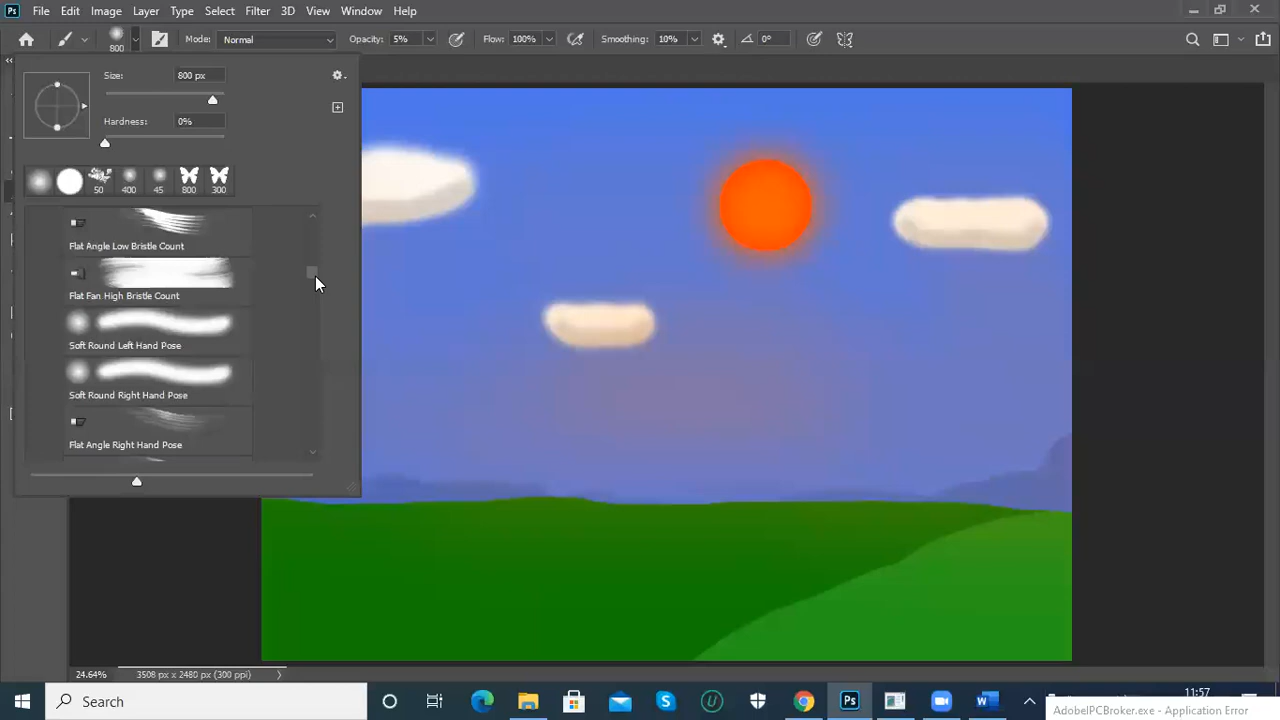 Ps File Edit Image Layer Type Select Filter 3D View Window Help
800 Mode: Normal Opacity: 5% Flow: 100% Smoothing: 10% 0°
Size: 800 px
Hardness: 0%
50 400 45 800 300
Flat Angle Low Bristle Count
Flat Fan High Bristle Count
Soft Round Left Hand Pose
Soft Round Right Hand Pose
Flat Angle Right Hand Pose
24.64% 3508 px x 2480 px (300 ppi)
Search Ps 11:57
AdobeIPCBroker.exe - Application Error